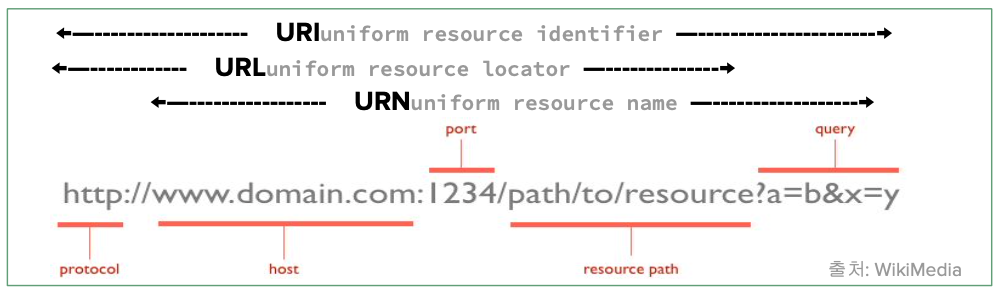 URIuniform resource identifier
URLuniform resource locator
URNuniform resource name
port query
http://www.domain.com:1234/path/to/resource?a=b&x=y
protocol host resource path
출처: WikiMedia